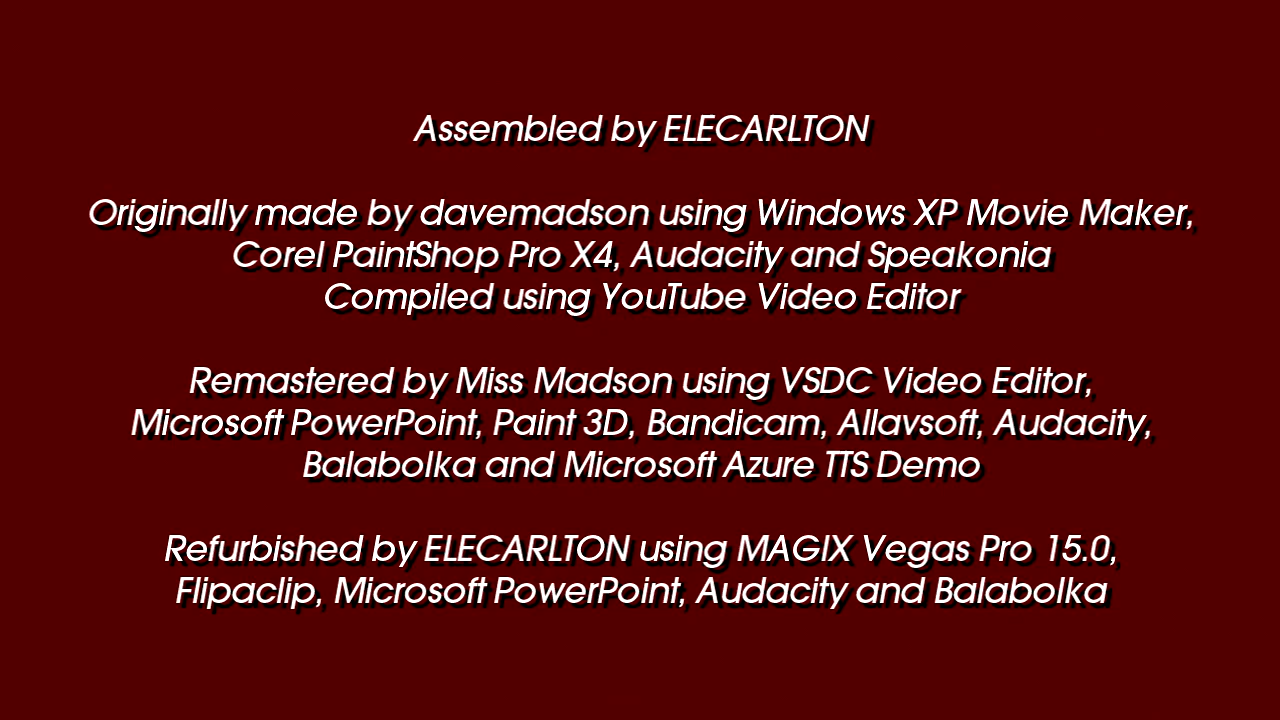 Assembled by ELECARLTON
Originally made by davemadson using Windows XP Movie Maker,
Corel PaintShop Pro X4, Audacity and Speakonia
Compiled using YouTube Video Editor
Remastered by Miss Madson using VSDC Video Editor,
Microsoft PowerPoint, Paint 3D, Bandicam, Allavsoft, Audacity,
Balabolka and Microsoft Azure TTS Demo
Refurbished by ELECARLTON using MAGIX Vegas Pro 15.0,
Flipaclip, Microsoft PowerPoint, Audacity and Balabolka